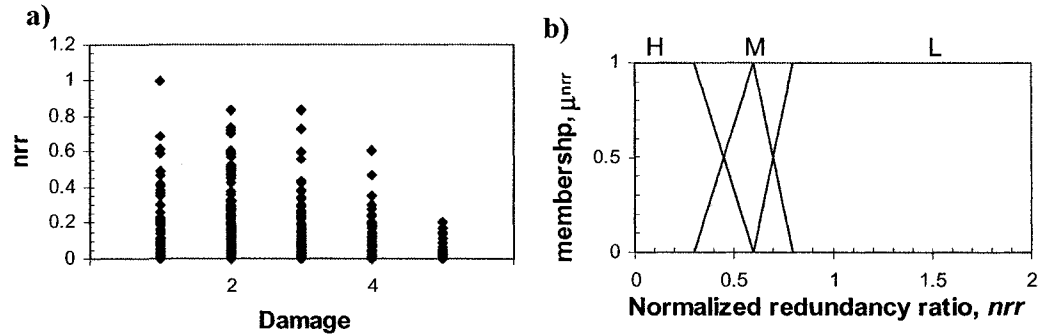 a)
1.2
1
0.8
0.6
0.4
0.2
0
nrr
2
4
Damage
b)
H
M
L
1
0.5
0
membershp, μnrr
0
0.5
1
1.5
2
Normalized redundancy ratio, nrr